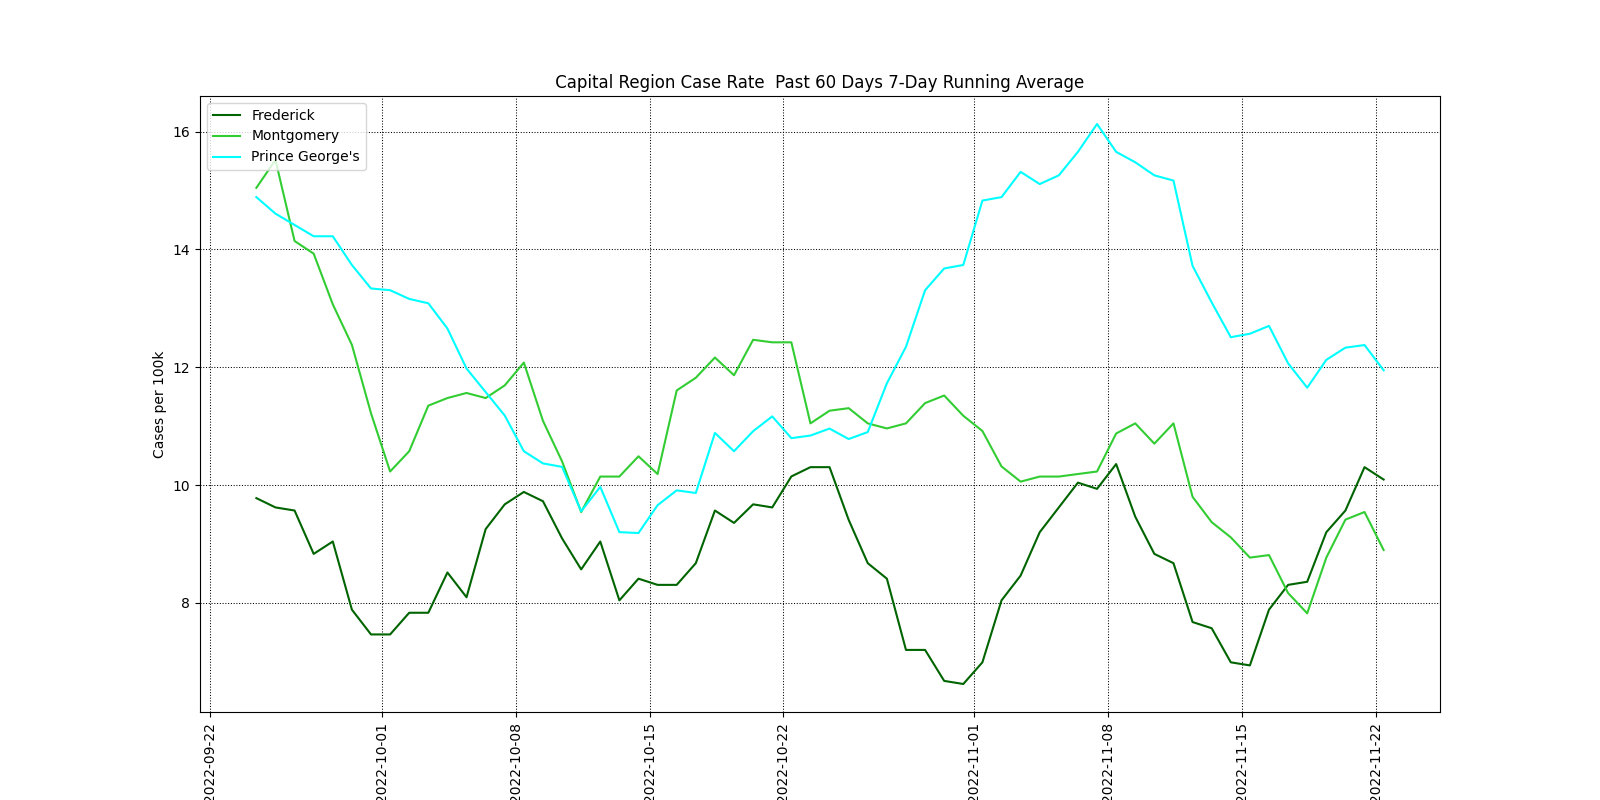 Capital Region Case Rate  Past 60 Days 7-Day Running Average
Frederick
Montgomery
Prince George's
Cases per 100k
16
14
12
10
8
2022-09-22
2022-10-01
2022-10-08
2022-10-15
2022-10-22
2022-11-01
2022-11-08
2022-11-15
2022-11-22